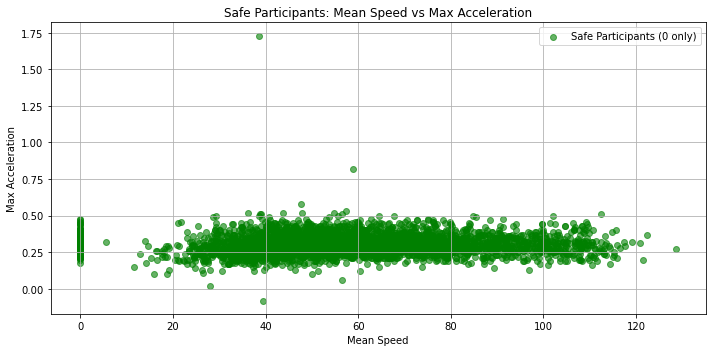 Safe Participants: Mean Speed vs Max Acceleration
Safe Participants (0 only)
Max Acceleration
1.75
1.50
1.25
1.00
0.75
0.50
0.25
0.00
0 20 40 60 80 100 120
Mean Speed